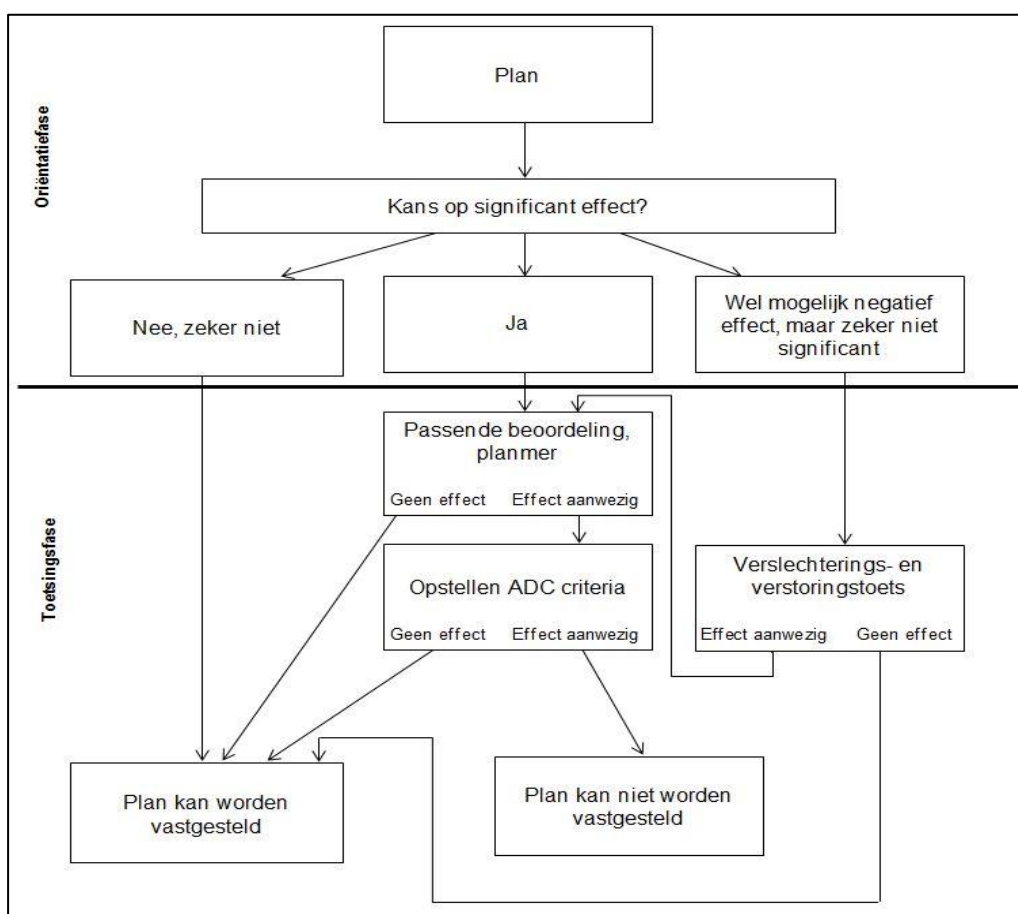 Oriëntatiefase
Plan
Kans op significant effect?
Nee, zeker niet
Ja
Wel mogelijk negatief
effect, maar zeker niet
significant
Toetsingsfase
Passende beoordeling,
planmer
Geen effect Effect aanwezig
Opstellen ADC criteria
Geen effect Effect aanwezig
Verslechterings- en
verstoringstoets
Effect aanwezig Geen effect
Plan kan worden
vastgesteld
Plan kan niet worden
vastgesteld